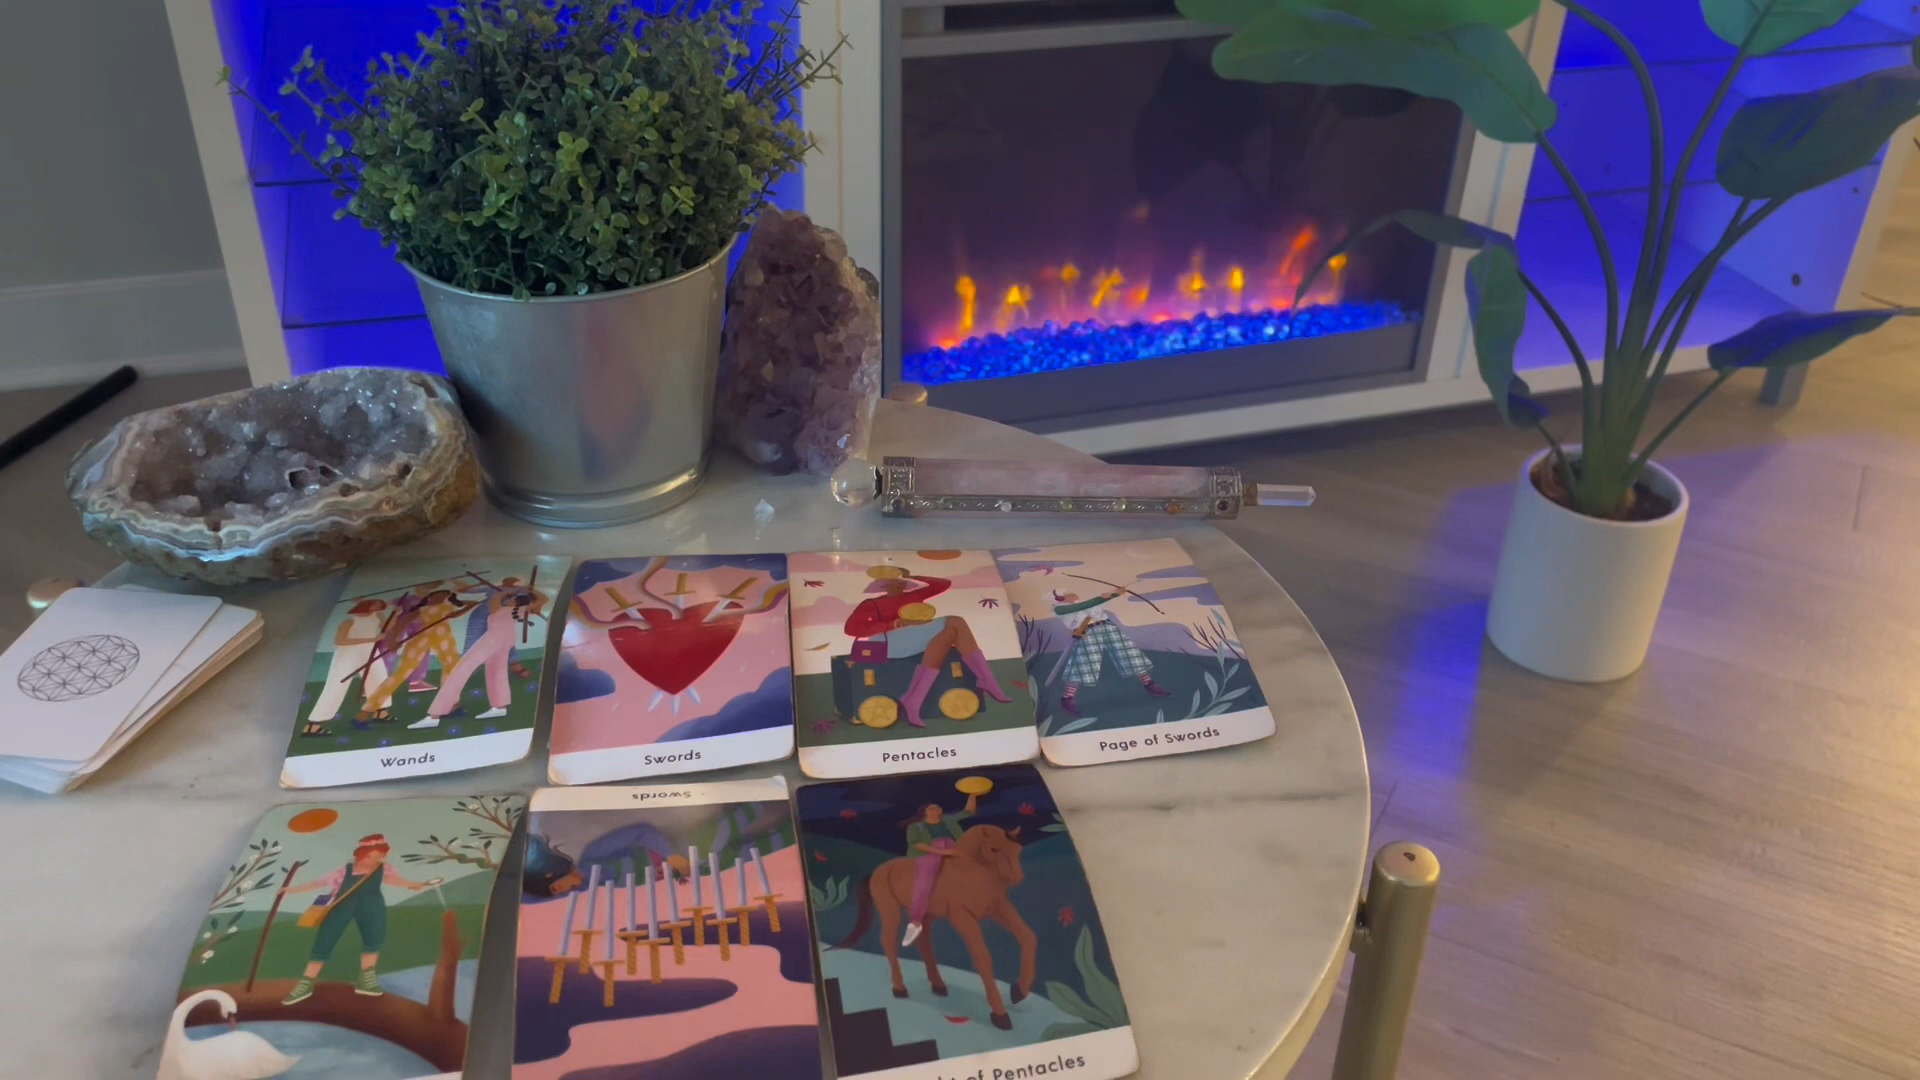 Wands
Swords
Pentacles
Page of Swords
Swords
of Pentacles